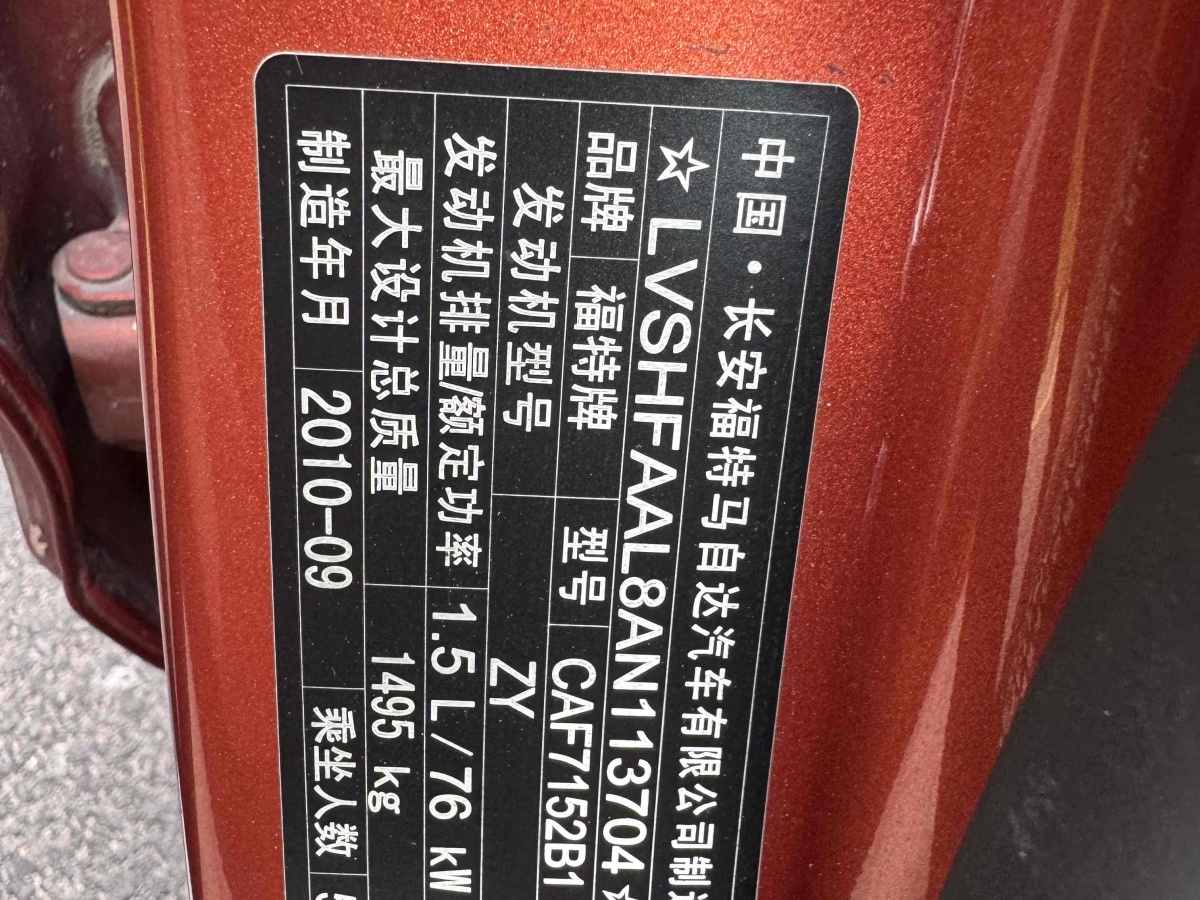 中国·长安福特马自达汽车有限公司制造
☆LVSHFAAL8AN113704☆
品牌 福特牌 型号 CAF7152B1
发动机型号 ZY
发动机排量/额定功率 1.5 L/76 kW
最大设计总质量 1495 kg
制造年月 2010-09 乘坐人数 5